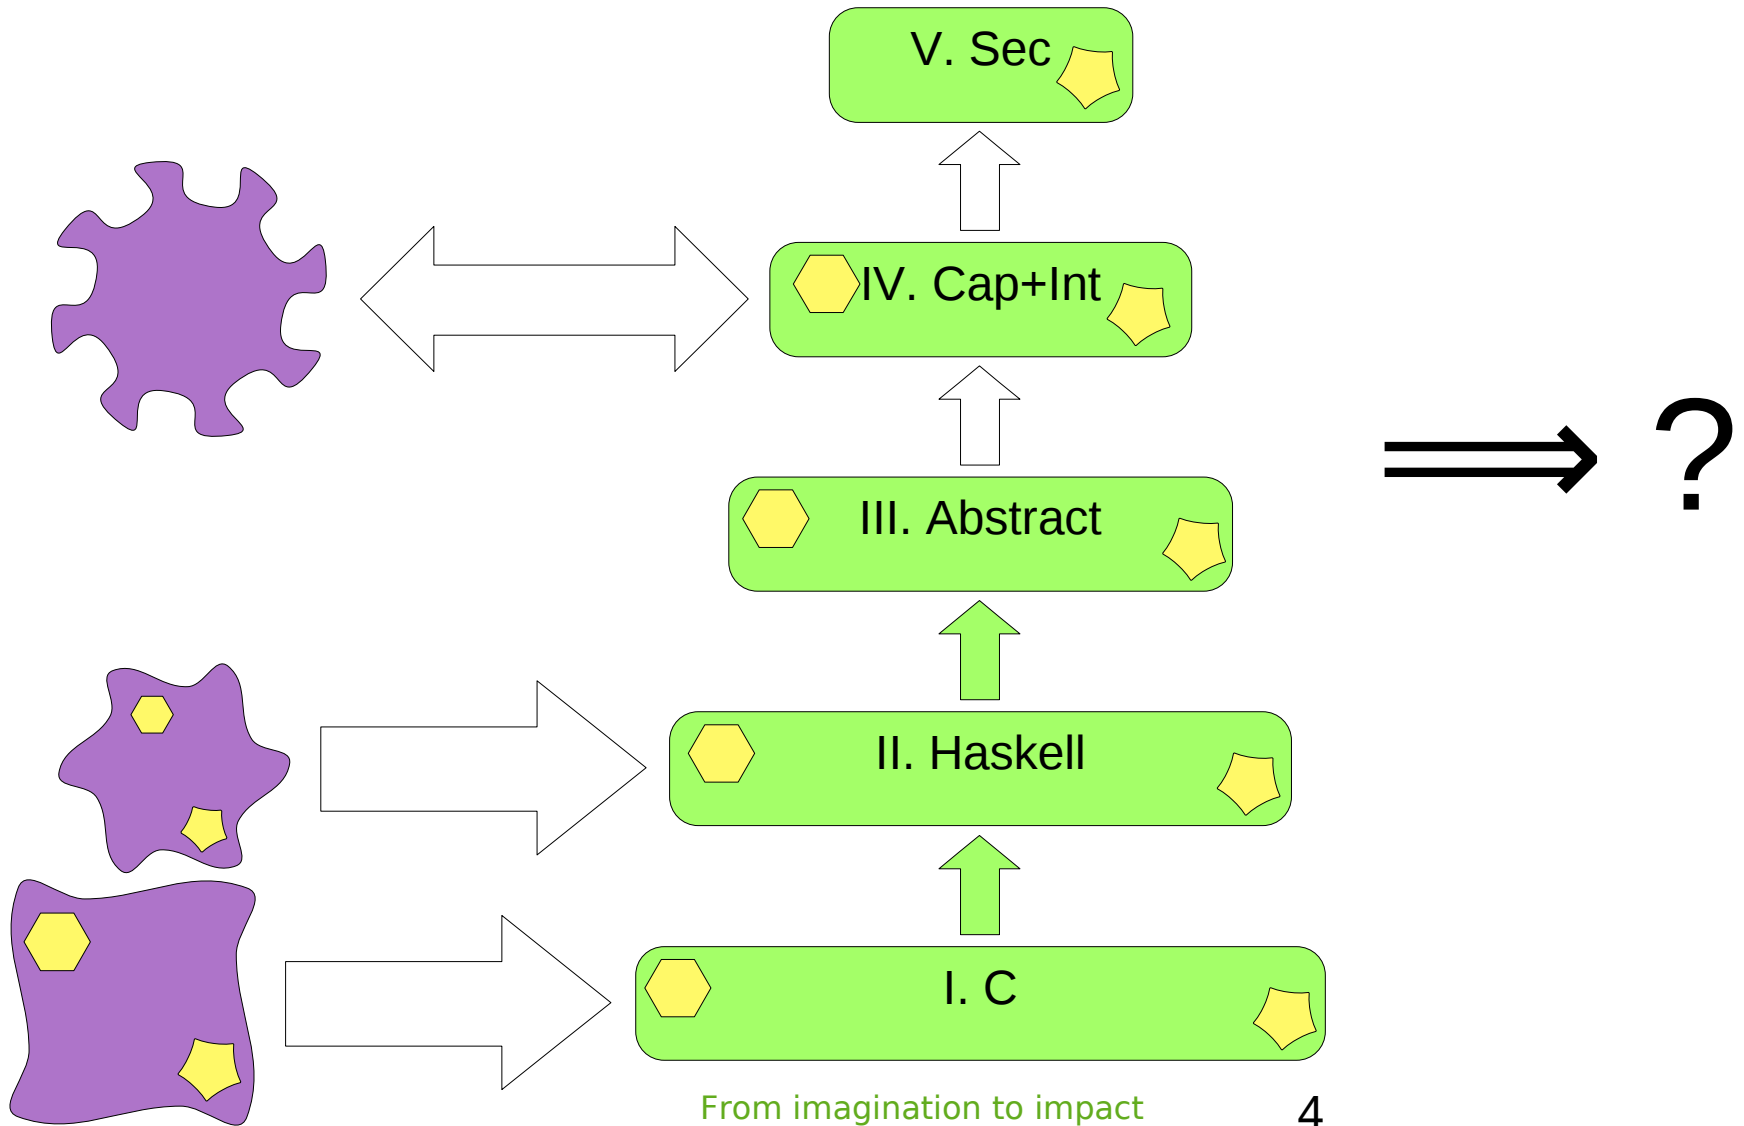 V. Sec
IV. Cap+Int
III. Abstract
⟹ ?
II. Haskell
I. C
From imagination to impact
4